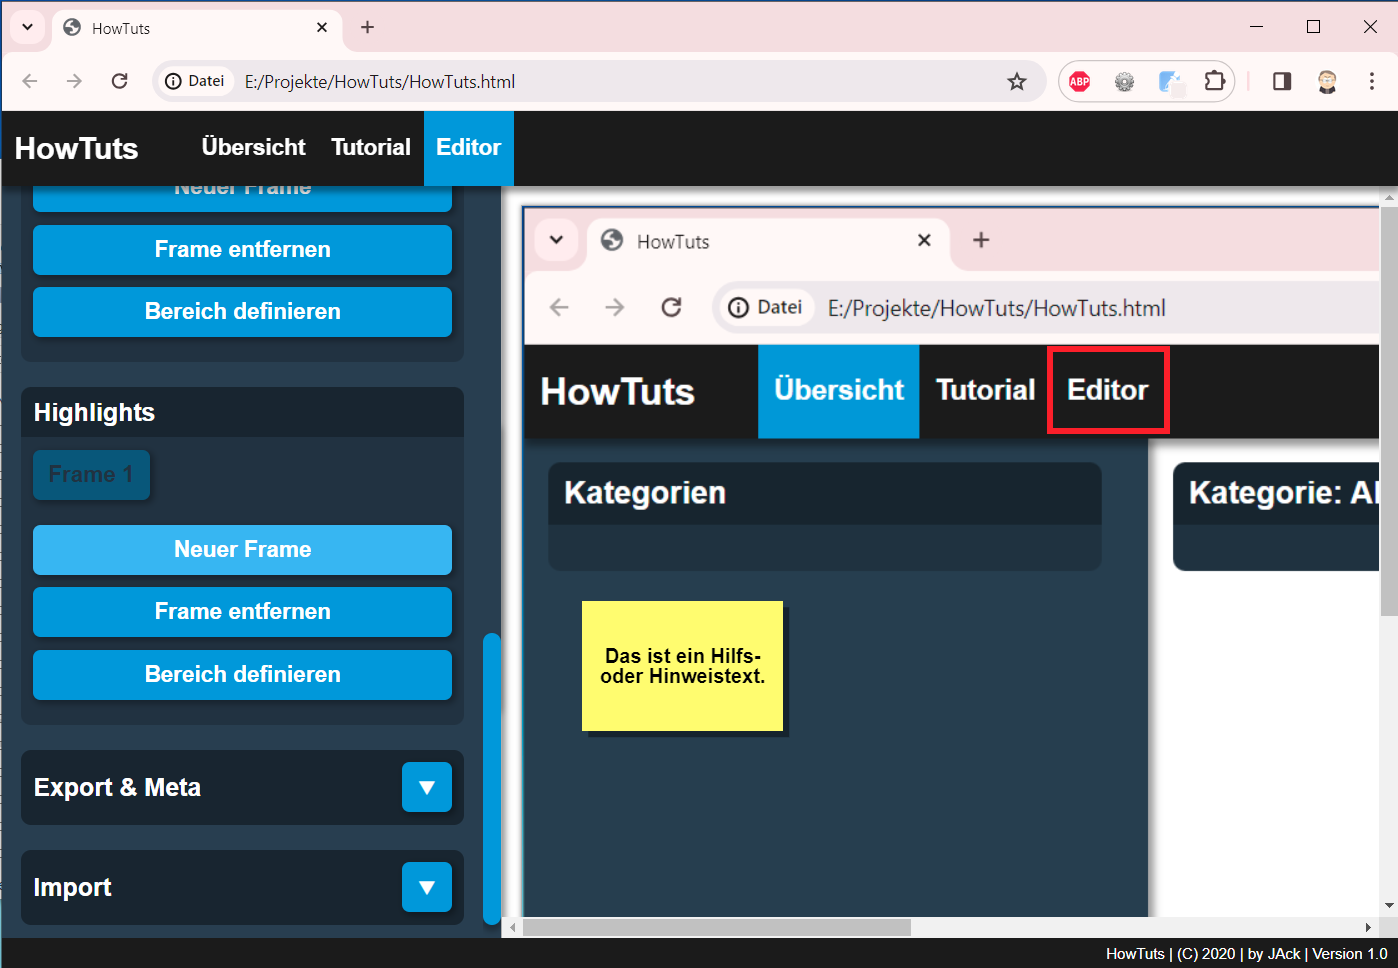 HowTuts
Datei E:/Projekte/HowTuts/HowTuts.html
ABP
HowTuts Übersicht Tutorial Editor
Neuer Frame
Frame entfernen
Bereich definieren
Highlights
Frame 1
Neuer Frame
Frame entfernen
Bereich definieren
Export & Meta
Import
HowTuts
Datei E:/Projekte/HowTuts/HowTuts.html
HowTuts Übersicht Tutorial Editor
Kategorien
Kategorie: Al
Das ist ein Hilfs-
oder Hinweistext.
HowTuts | (C) 2020 | by JAck | Version 1.0